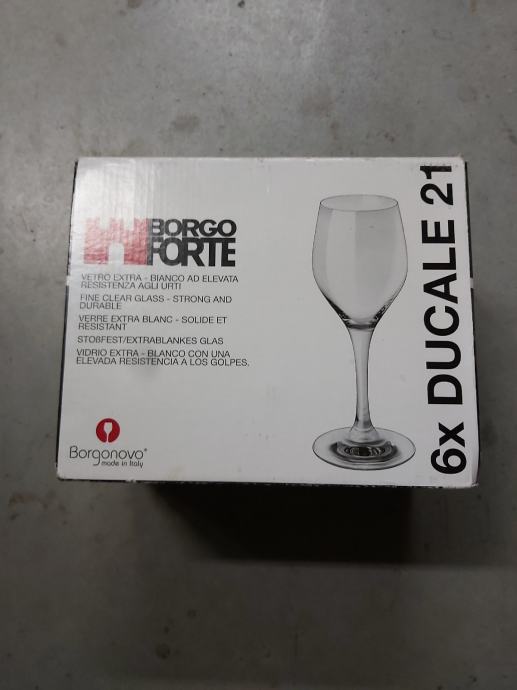 BORGO
FORTE
VETRO EXTRA - BIANCO AD ELEVATA
RESISTENZA AGLI URTI
FINE CLEAR GLASS - STRONG AND
DURABLE
VERRE EXTRA BLANC - SOLIDE ET
RÉSISTANT
STOßFEST/EXTRABLANKES GLAS
VIDRIO EXTRA - BLANCO CON UNA
ELEVADA RESISTENCIA A LOS GOLPES.
Borgonovo®
made in Italy
6x DUCALE 21